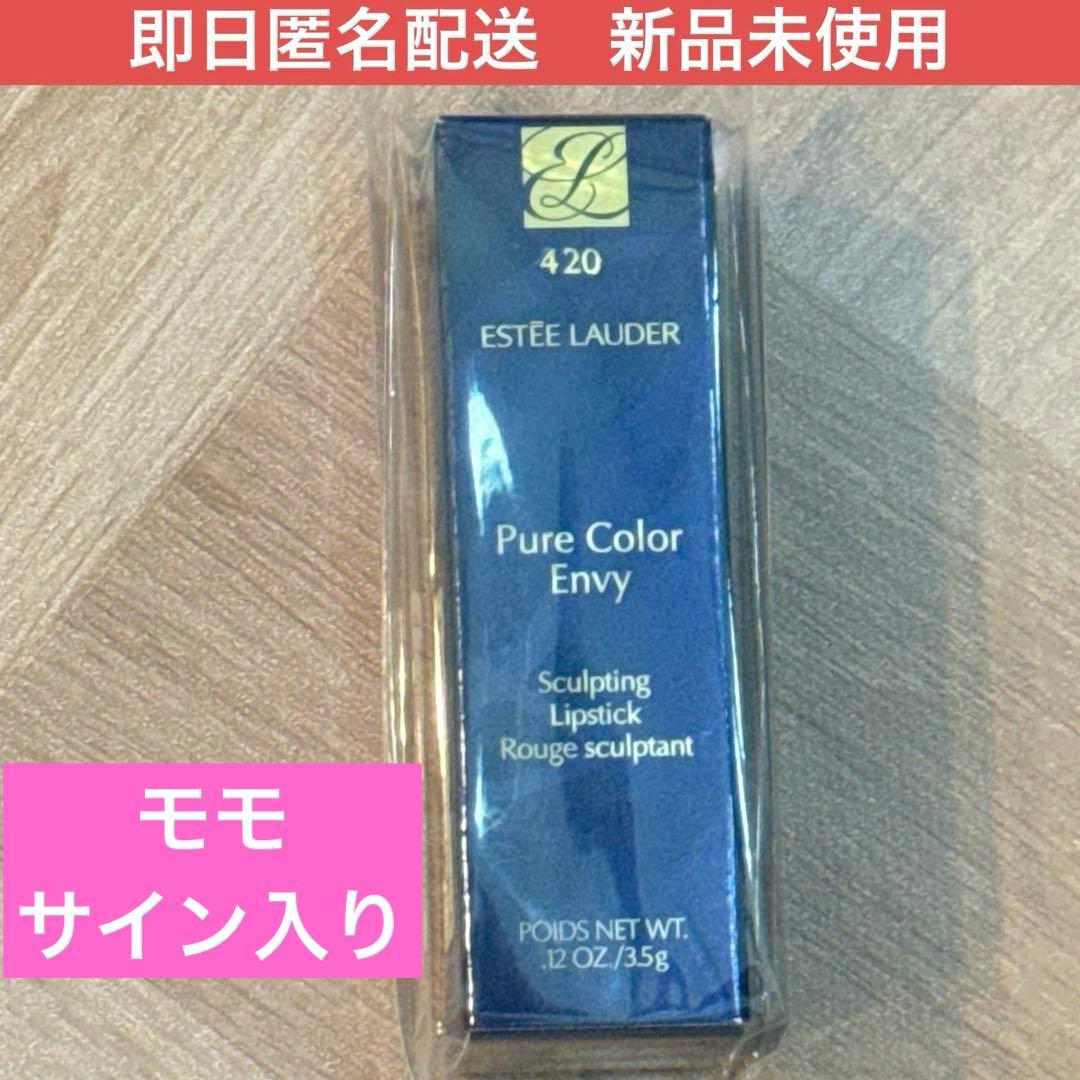 即日匿名配送　新品未使用
EL
420
ESTĒE LAUDER
Pure Color
Envy
Sculpting
Lipstick
Rouge sculptant
モモ
サイン入り
POIDS NET WT.
.12 OZ./3.5g